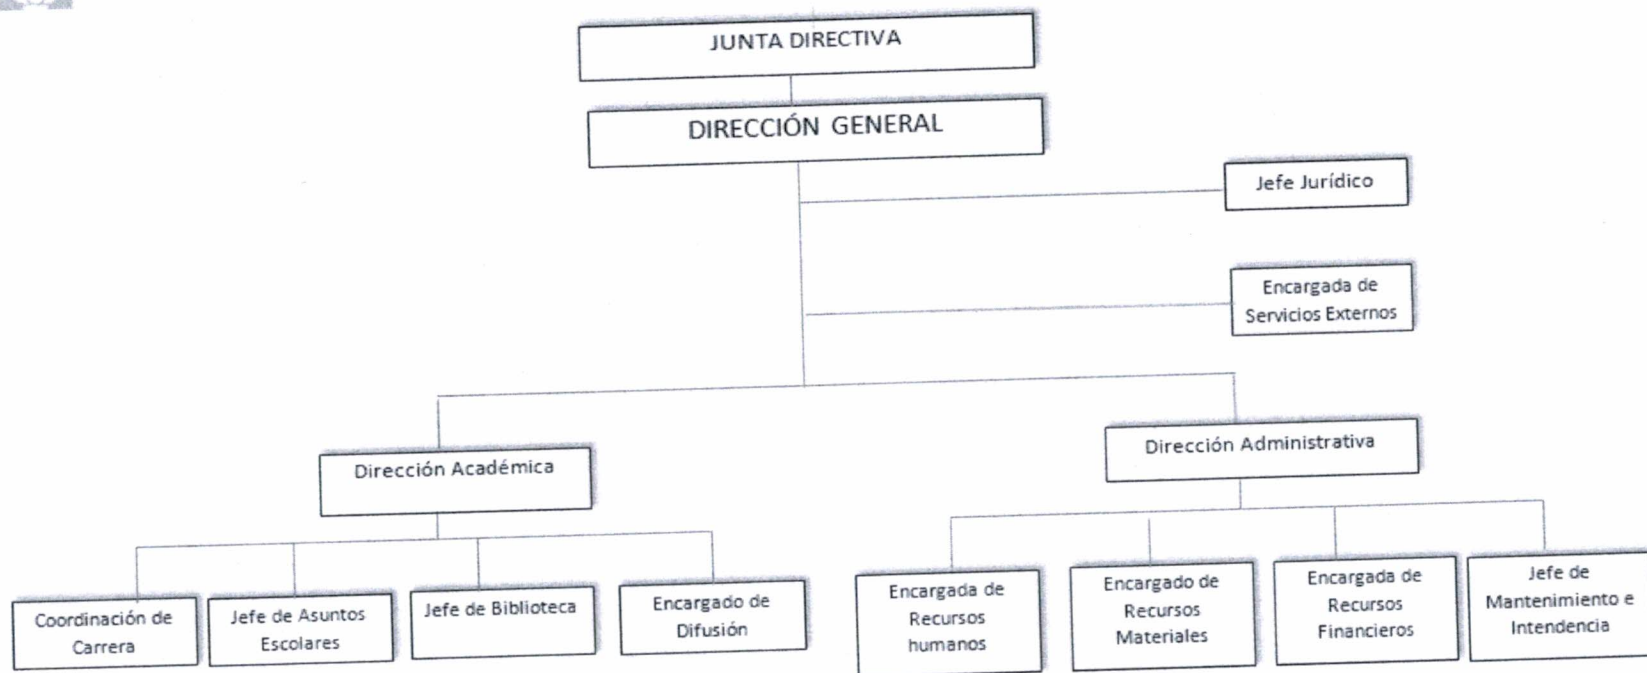 JUNTA DIRECTIVA
DIRECCIÓN GENERAL
Jefe Jurídico
Encargada de
Servicios Externos
Dirección Académica
Dirección Administrativa
Coordinación de
Carrera
Jefe de Asuntos
Escolares
Jefe de Biblioteca
Encargado de
Difusión
Encargada de
Recursos
humanos
Encargado de
Recursos
Materiales
Encargada de
Recursos
Financieros
Jefe de
Mantenimiento e
Intendencia